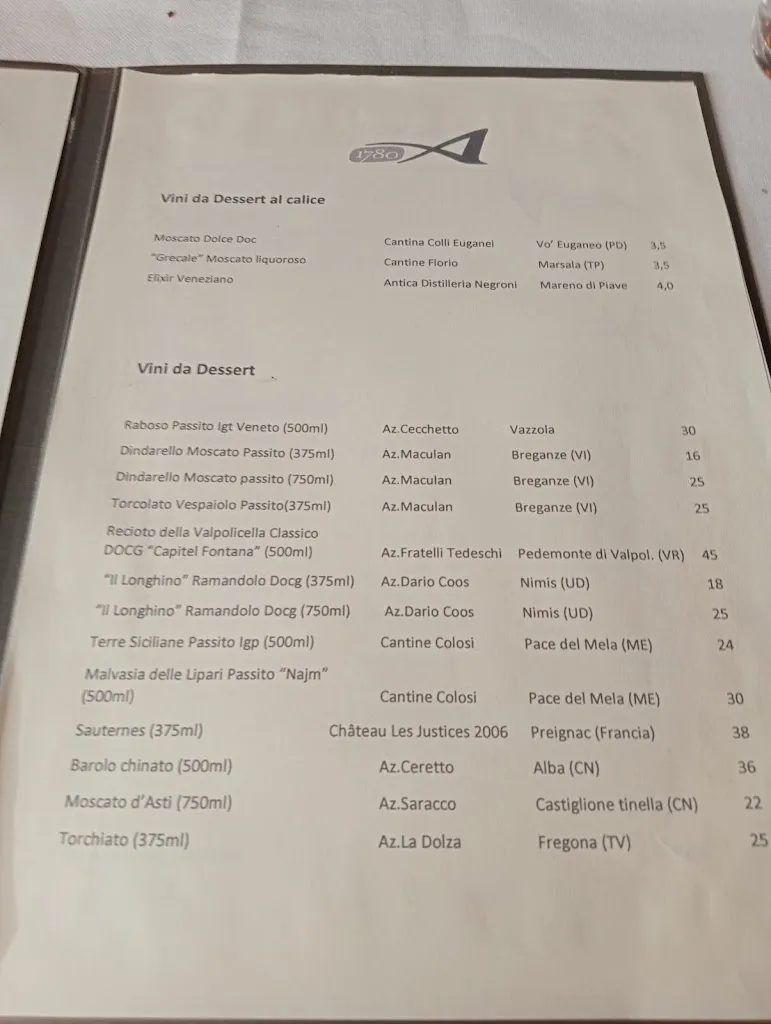 1780 A
Vini da Dessert al calice
Moscato Dolce Doc Cantina Colli Euganei Vo' Euganeo (PD) 3,5
"Grecale" Moscato liquoroso Cantine Florio Marsala (TP) 3,5
Elixir Veneziano Antica Distilleria Negroni Mareno di Piave 4,0
Vini da Dessert
Raboso Passito Igt Veneto (500ml) Az.Cecchetto Vazzola 30
Dindarello Moscato Passito (375ml) Az.Maculan Breganze (VI) 16
Dindarello Moscato passito (750ml) Az.Maculan Breganze (VI) 25
Torcolato Vespaiolo Passito(375ml) Az.Maculan Breganze (VI) 25
Recioto della Valpolicella Classico
DOCG "Capitel Fontana" (500ml) Az.Fratelli Tedeschi Pedemonte di Valpol. (VR) 45
"Il Longhino" Ramandolo Docg (375ml) Az.Dario Coos Nimis (UD) 18
"Il Longhino" Ramandolo Docg (750ml) Az.Dario Coos Nimis (UD) 25
Terre Siciliane Passito Igp (500ml) Cantine Colosi Pace del Mela (ME) 24
Malvasia delle Lipari Passito "Najm"
(500ml) Cantine Colosi Pace del Mela (ME) 30
Sauternes (375ml) Château Les Justices 2006 Preignac (Francia) 38
Barolo chinato (500ml) Az.Ceretto Alba (CN) 36
Moscato d'Asti (750ml) Az.Saracco Castiglione tinella (CN) 22
Torchiato (375ml) Az.La Dolza Fregona (TV) 25